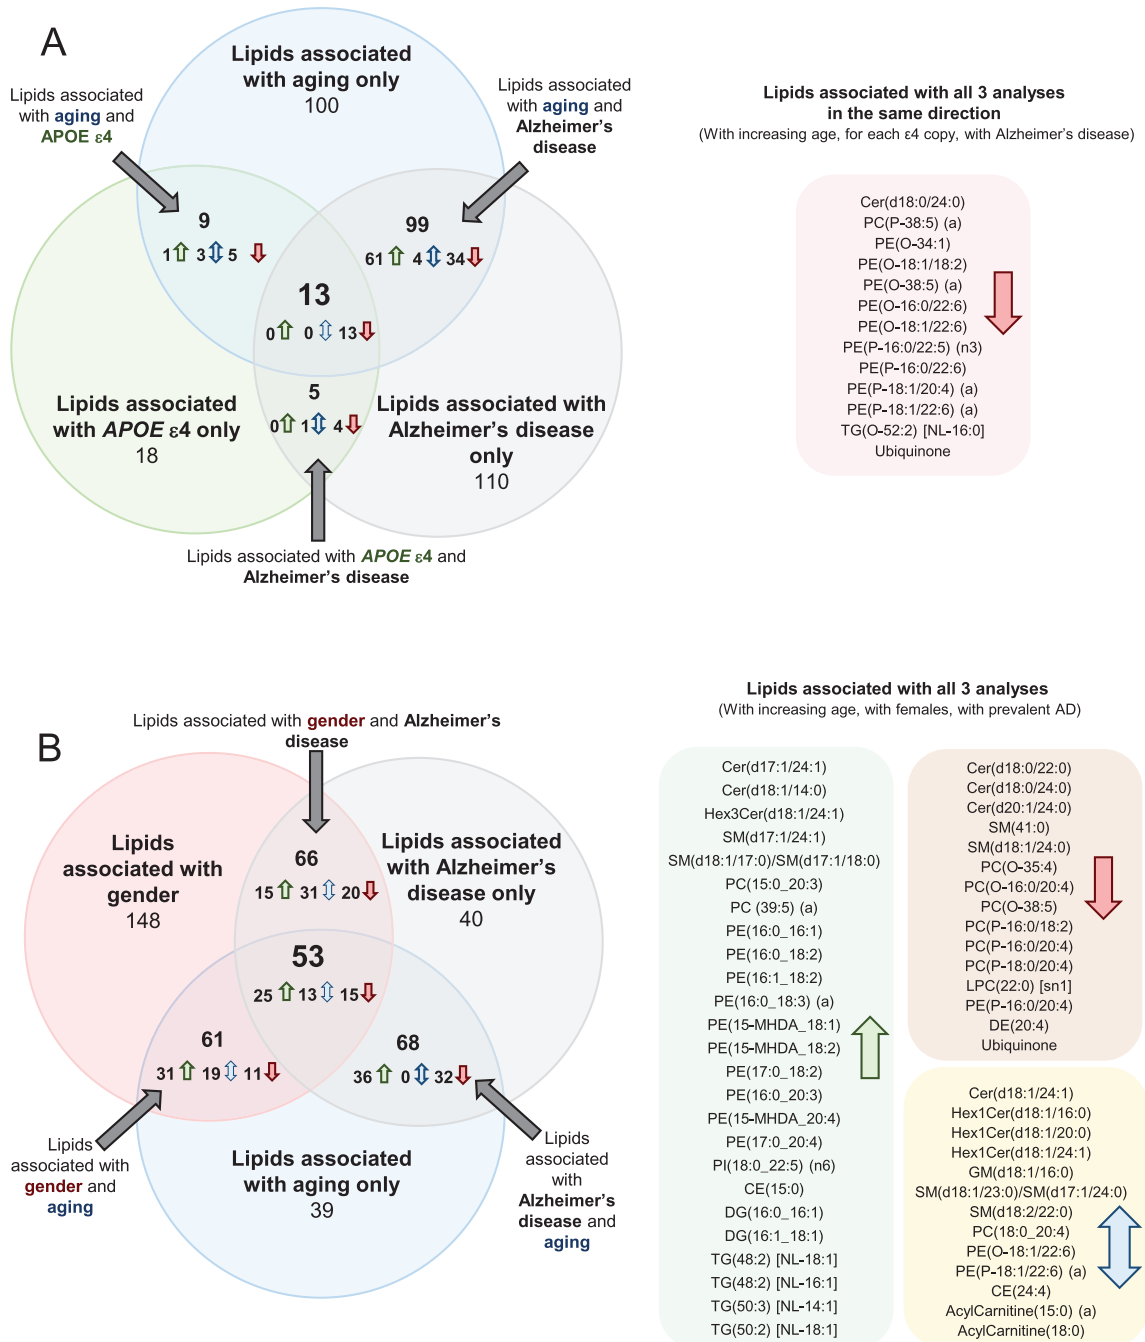 A
Lipids associated
with aging only
100
Lipids associated
with aging and
APOE ε4
Lipids associated
with aging and
Alzheimer's
disease
9
1 3 5
99
61 4 34
13
0 0 13
5
0 1 4
Lipids associated
with APOE ε4 only
18
Lipids associated with
Alzheimer's disease
only
110
Lipids associated with APOE ε4 and
Alzheimer's disease
Lipids associated with all 3 analyses
in the same direction
(With increasing age, for each ε4 copy, with Alzheimer's disease)
Cer(d18:0/24:0)
PC(P-38:5) (a)
PE(O-34:1)
PE(O-18:1/18:2)
PE(O-38:5) (a)
PE(O-16:0/22:6)
PE(O-18:1/22:6)
PE(P-16:0/22:5) (n3)
PE(P-16:0/22:6)
PE(P-18:1/20:4) (a)
PE(P-18:1/22:6) (a)
TG(O-52:2) [NL-16:0]
Ubiquinone
B
Lipids associated with gender and Alzheimer's
disease
Lipids
associated with
gender
148
66
15 31 20
Lipids associated
with Alzheimer's
disease only
40
53
25 13 15
61
31 19 11
68
36 0 32
Lipids
associated with
gender and
aging
Lipids associated
with aging only
39
Lipids
associated
with
Alzheimer's
disease and
aging
Lipids associated with all 3 analyses
(With increasing age, with females, with prevalent AD)
Cer(d17:1/24:1)
Cer(d18:1/14:0)
Hex3Cer(d18:1/24:1)
SM(d17:1/24:1)
SM(d18:1/17:0)/SM(d17:1/18:0)
PC(15:0_20:3)
PC (39:5) (a)
PE(16:0_16:1)
PE(16:0_18:2)
PE(16:1_18:2)
PE(16:0_18:3) (a)
PE(15-MHDA_18:1)
PE(15-MHDA_18:2)
PE(17:0_18:2)
PE(16:0_20:3)
PE(15-MHDA_20:4)
PE(17:0_20:4)
PI(18:0_22:5) (n6)
CE(15:0)
DG(16:0_16:1)
DG(16:1_18:1)
TG(48:2) [NL-18:1]
TG(48:2) [NL-16:1]
TG(50:3) [NL-14:1]
TG(50:2) [NL-18:1]
Cer(d18:0/22:0)
Cer(d18:0/24:0)
Cer(d20:1/24:0)
SM(41:0)
SM(d18:1/24:0)
PC(O-35:4)
PC(O-16:0/20:4)
PC(O-38:5)
PC(P-16:0/18:2)
PC(P-16:0/20:4)
PC(P-18:0/20:4)
LPC(22:0) [sn1]
PE(P-16:0/20:4)
DE(20:4)
Ubiquinone
Cer(d18:1/24:1)
Hex1Cer(d18:1/16:0)
Hex1Cer(d18:1/20:0)
Hex1Cer(d18:1/24:1)
GM(d18:1/16:0)
SM(d18:1/23:0)/SM(d17:1/24:0)
SM(d18:2/22:0)
PC(18:0_20:4)
PE(O-18:1/22:6)
PE(P-18:1/22:6) (a)
CE(24:4)
AcylCarnitine(15:0) (a)
AcylCarnitine(18:0)